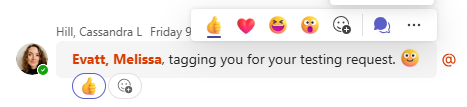 Hill, Cassandra L Friday 9
Evatt, Melissa, tagging you for your testing request.
@